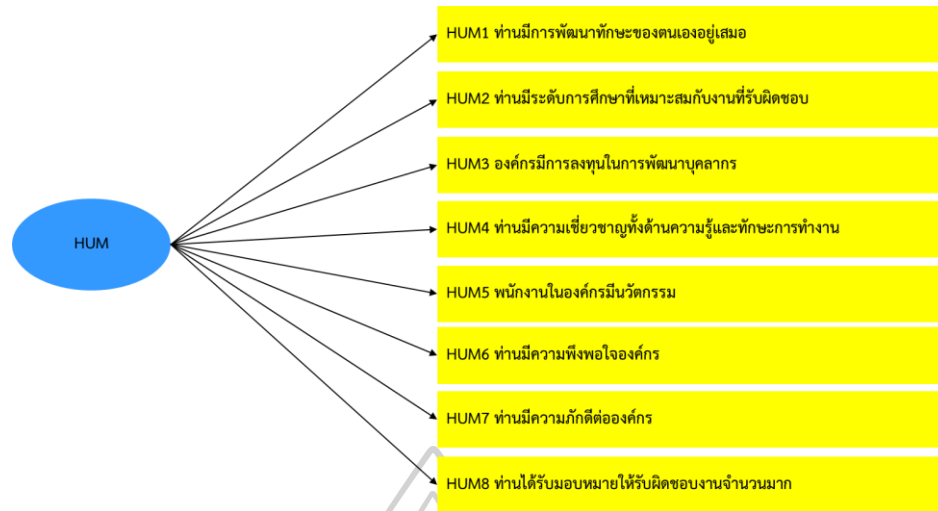 HUM1 ท่านมีการพัฒนาทักษะของตนเองอยู่เสมอ
HUM2 ท่านมีระดับการศึกษาที่เหมาะสมกับงานที่รับผิดชอบ
HUM3 องค์กรมีการลงทุนในการพัฒนาบุคลากร
HUM4 ท่านมีความเชี่ยวชาญทั้งด้านความรู้และทักษะการทำงาน
HUM
HUM5 พนักงานในองค์กรมีนวัตกรรม
HUM6 ท่านมีความพึงพอใจองค์กร
HUM7 ท่านมีความภักดีต่อองค์กร
HUM8 ท่านได้รับมอบหมายให้รับผิดชอบงานจำนวนมาก